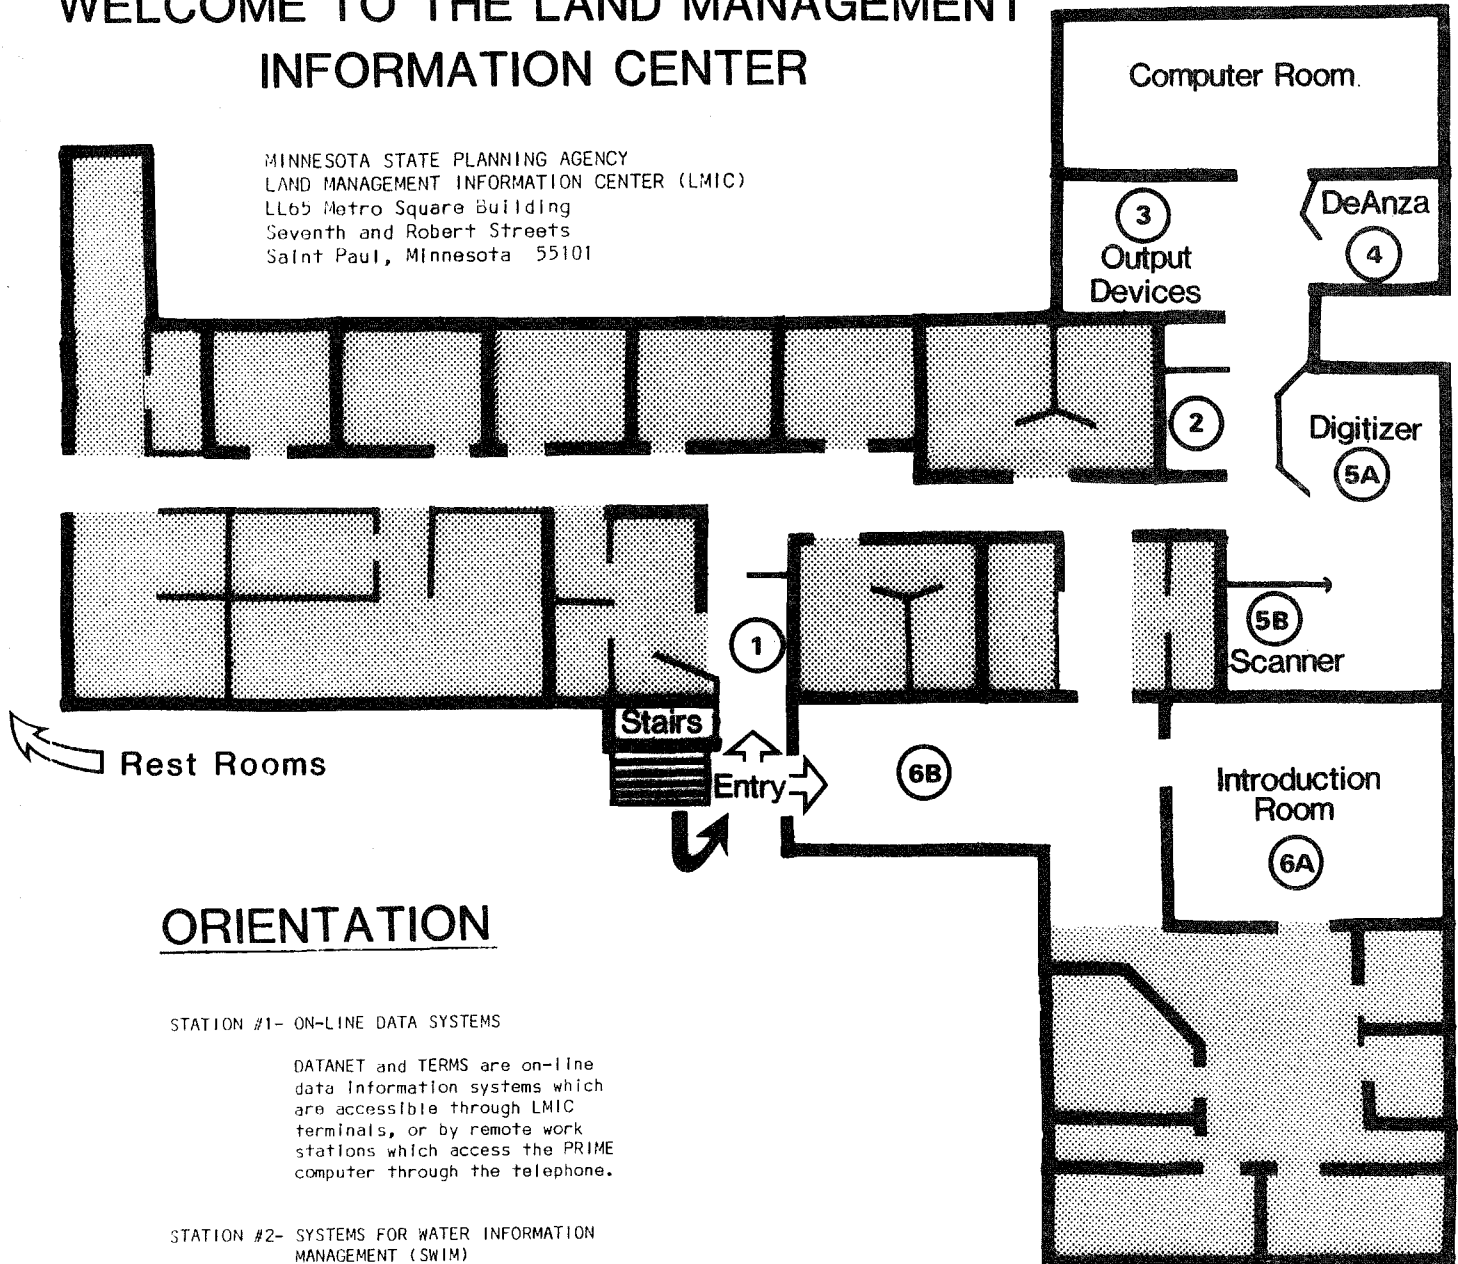 WELCOME TO THE LAND MANAGEMENT
INFORMATION CENTER
MINNESOTA STATE PLANNING AGENCY
LAND MANAGEMENT INFORMATION CENTER (LMIC)
LL65 Metro Square Building
Seventh and Robert Streets
Saint Paul, Minnesota 55101
Computer Room.
3
Output
Devices
DeAnza
4
2
Digitizer
5A
1
5B
Scanner
Stairs
Entry
Rest Rooms
6B
Introduction
Room
6A
ORIENTATION
STATION #1- ON-LINE DATA SYSTEMS
DATANET and TERMS are on-line
data information systems which
are accessible through LMIC
terminals, or by remote work
stations which access the PRIME
computer through the telephone.
STATION #2- SYSTEMS FOR WATER INFORMATION
MANAGEMENT (SWIM)